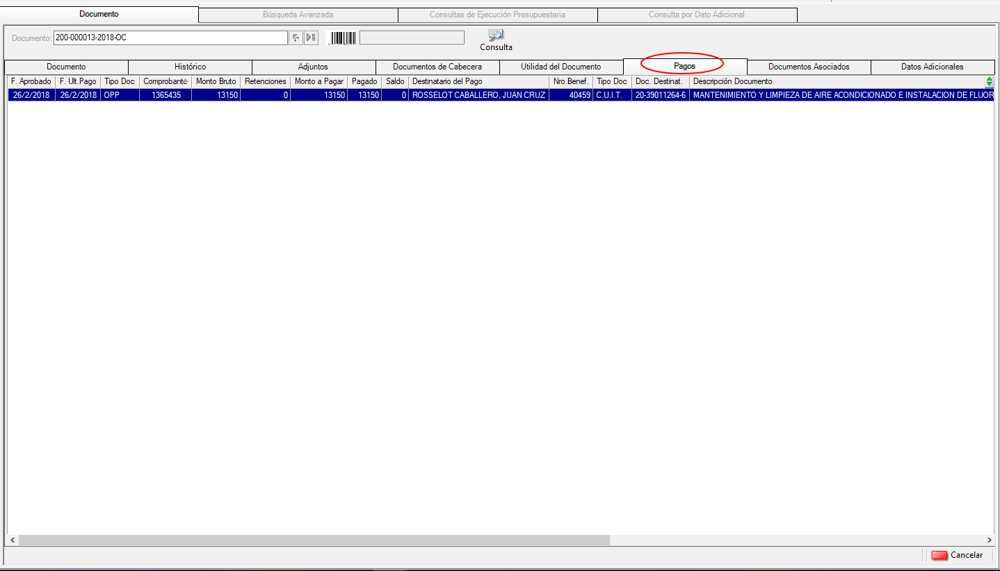 Documento Búsqueda Avanzada Consultas de Ejecución Presupuestaria Consulta por Dato Adicional
Documento: 200-000013-2018-OC
Consulta
Documento Histórico Adjuntos Documentos de Cabecera Utilidad del Documento Pagos Documentos Asociados Datos Adicionales
F. Aprobado F. Ult.Pago Tipo Doc Comprobante Monto Bruto Retenciones Monto a Pagar Pagado Saldo Destinatario del Pago Nro.Benef. Tipo Doc Doc. Destinat. Descripción Documento
26/2/2018 26/2/2018 OPP 1365435 13150 0 13150 13150 0 ROSSELOT CABALLERO, JUAN CRUZ 40459 C.U.I.T. 20-39011264-6 MANTENIMIENTO Y LIMPIEZA DE AIRE ACONDICIONADO E INSTALACION DE FLUOR
Cancelar